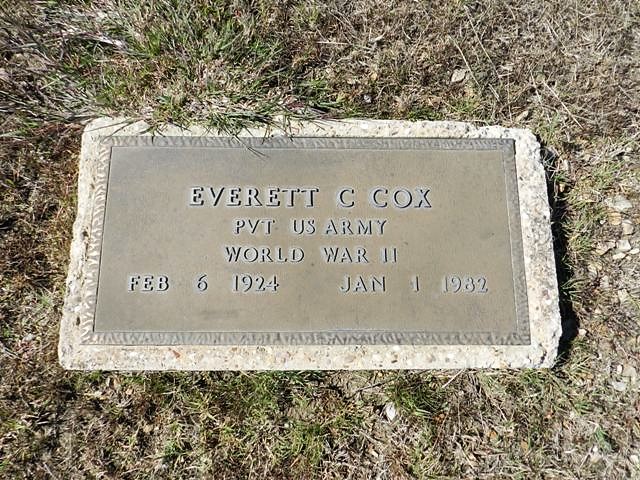 EVERETT C COX
PVT US ARMY
WORLD WAR II
FEB 6 1924 JAN 1 1982